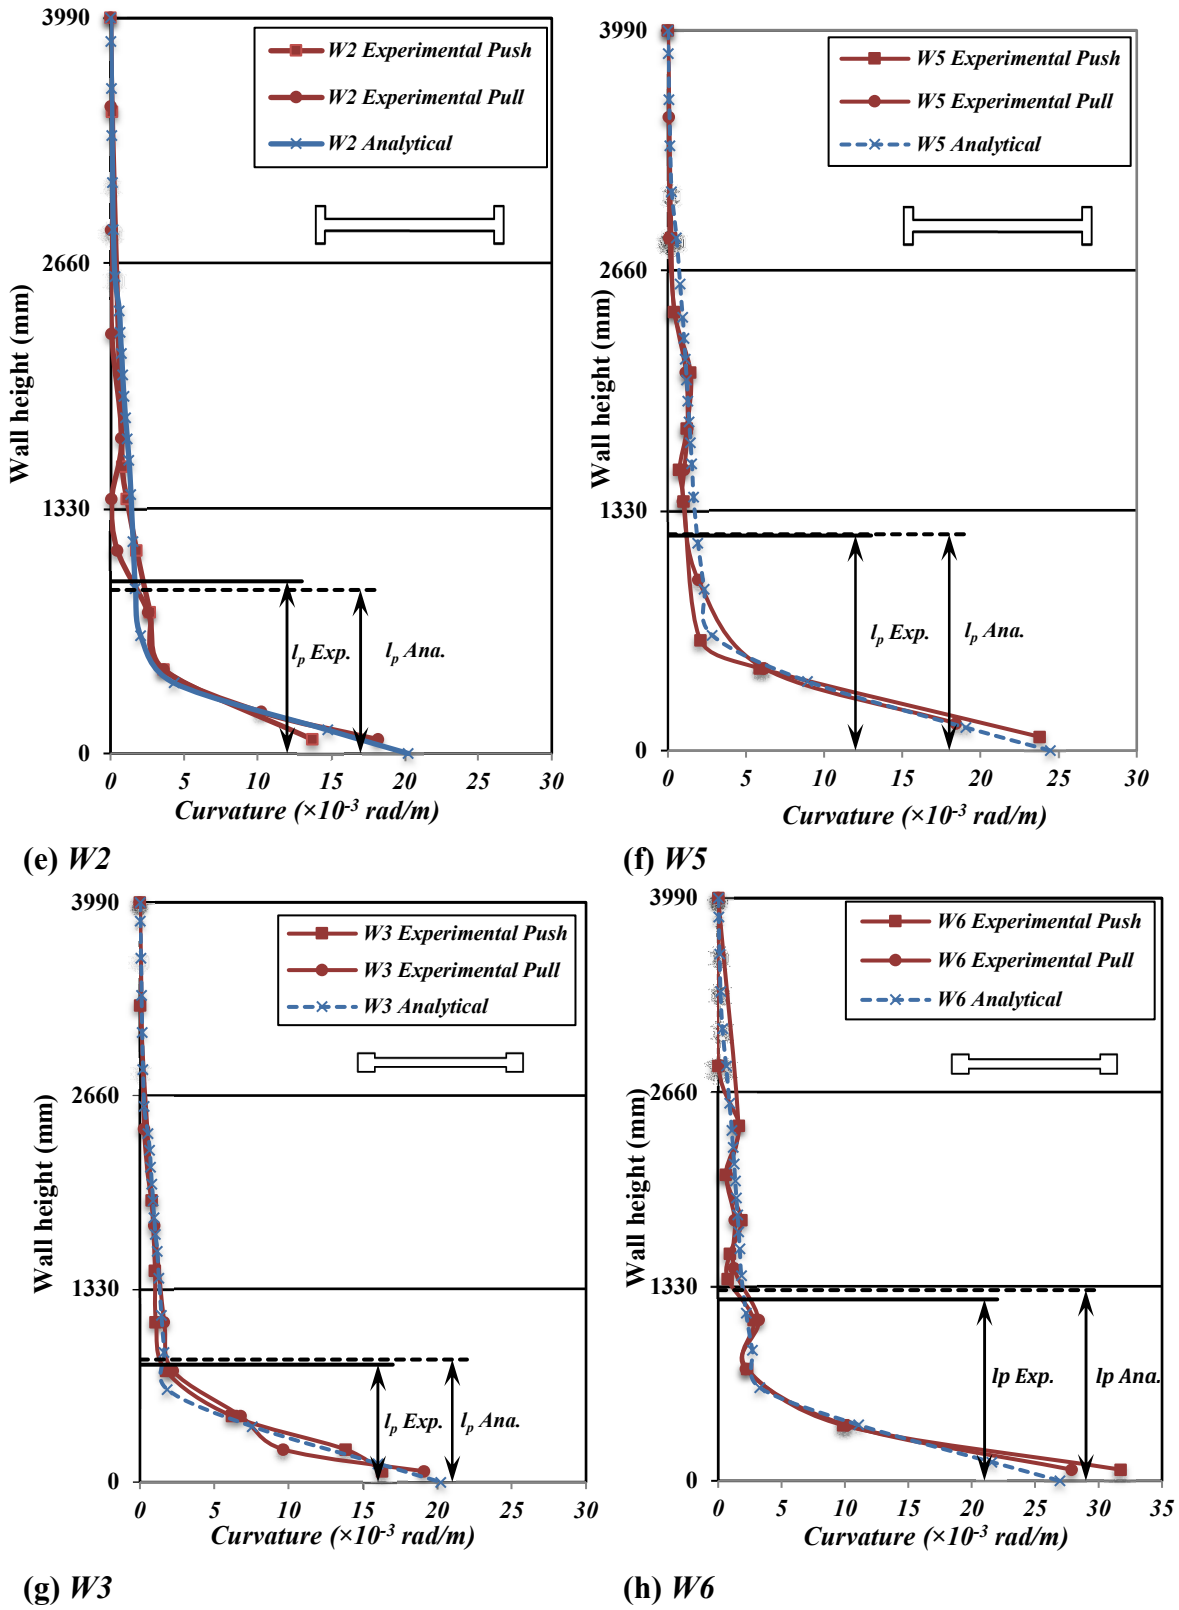 3990
2660
1330
0
Wall height (mm)
W2 Experimental Push
W2 Experimental Pull
W2 Analytical
lp Exp.
lp Ana.
0 5 10 15 20 25 30
Curvature (×10-3 rad/m)
(e) W2
3990
2660
1330
0
Wall height (mm)
W5 Experimental Push
W5 Experimental Pull
W5 Analytical
lp Exp.
lp Ana.
0 5 10 15 20 25 30
Curvature (×10-3 rad/m)
(f) W5
3990
2660
1330
0
Wall height (mm)
W3 Experimental Push
W3 Experimental Pull
W3 Analytical
lp Exp.
lp Ana.
0 5 10 15 20 25 30
Curvature (×10-3 rad/m)
(g) W3
3990
2660
1330
0
Wall height (mm)
W6 Experimental Push
W6 Experimental Pull
W6 Analytical
lp Exp.
lp Ana.
0 5 10 15 20 25 30 35
Curvature (×10-3 rad/m)
(h) W6